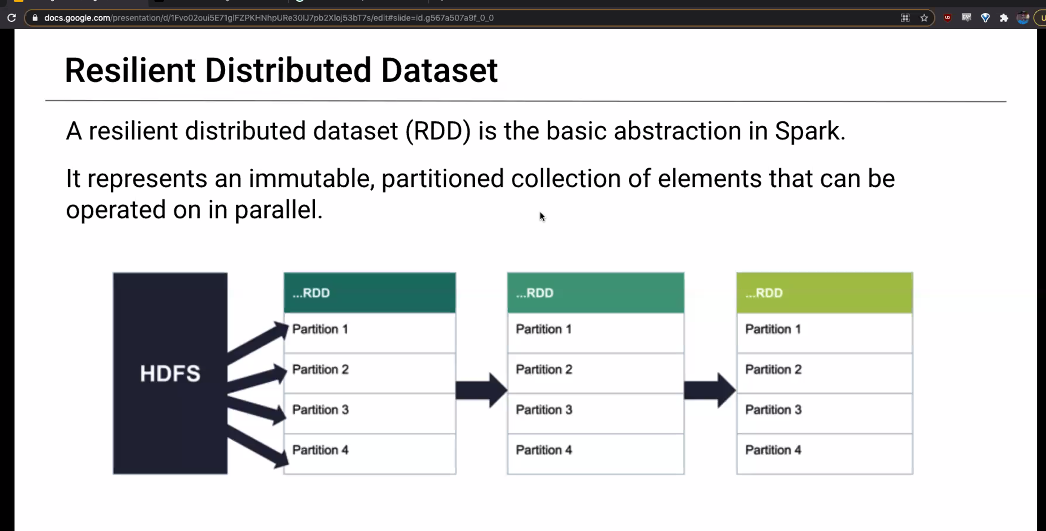 docs.google.com/presentation/d/1Fvo02oui5E71glFZPKHNhpURe30IJ7pb2Xloj53bT7s/edit#slide=id.g567a507a9f_0_0
Resilient Distributed Dataset
A resilient distributed dataset (RDD) is the basic abstraction in Spark.
It represents an immutable, partitioned collection of elements that can be
operated on in parallel.
HDFS
...RDD
Partition 1
Partition 2
Partition 3
Partition 4
...RDD
Partition 1
Partition 2
Partition 3
Partition 4
...RDD
Partition 1
Partition 2
Partition 3
Partition 4